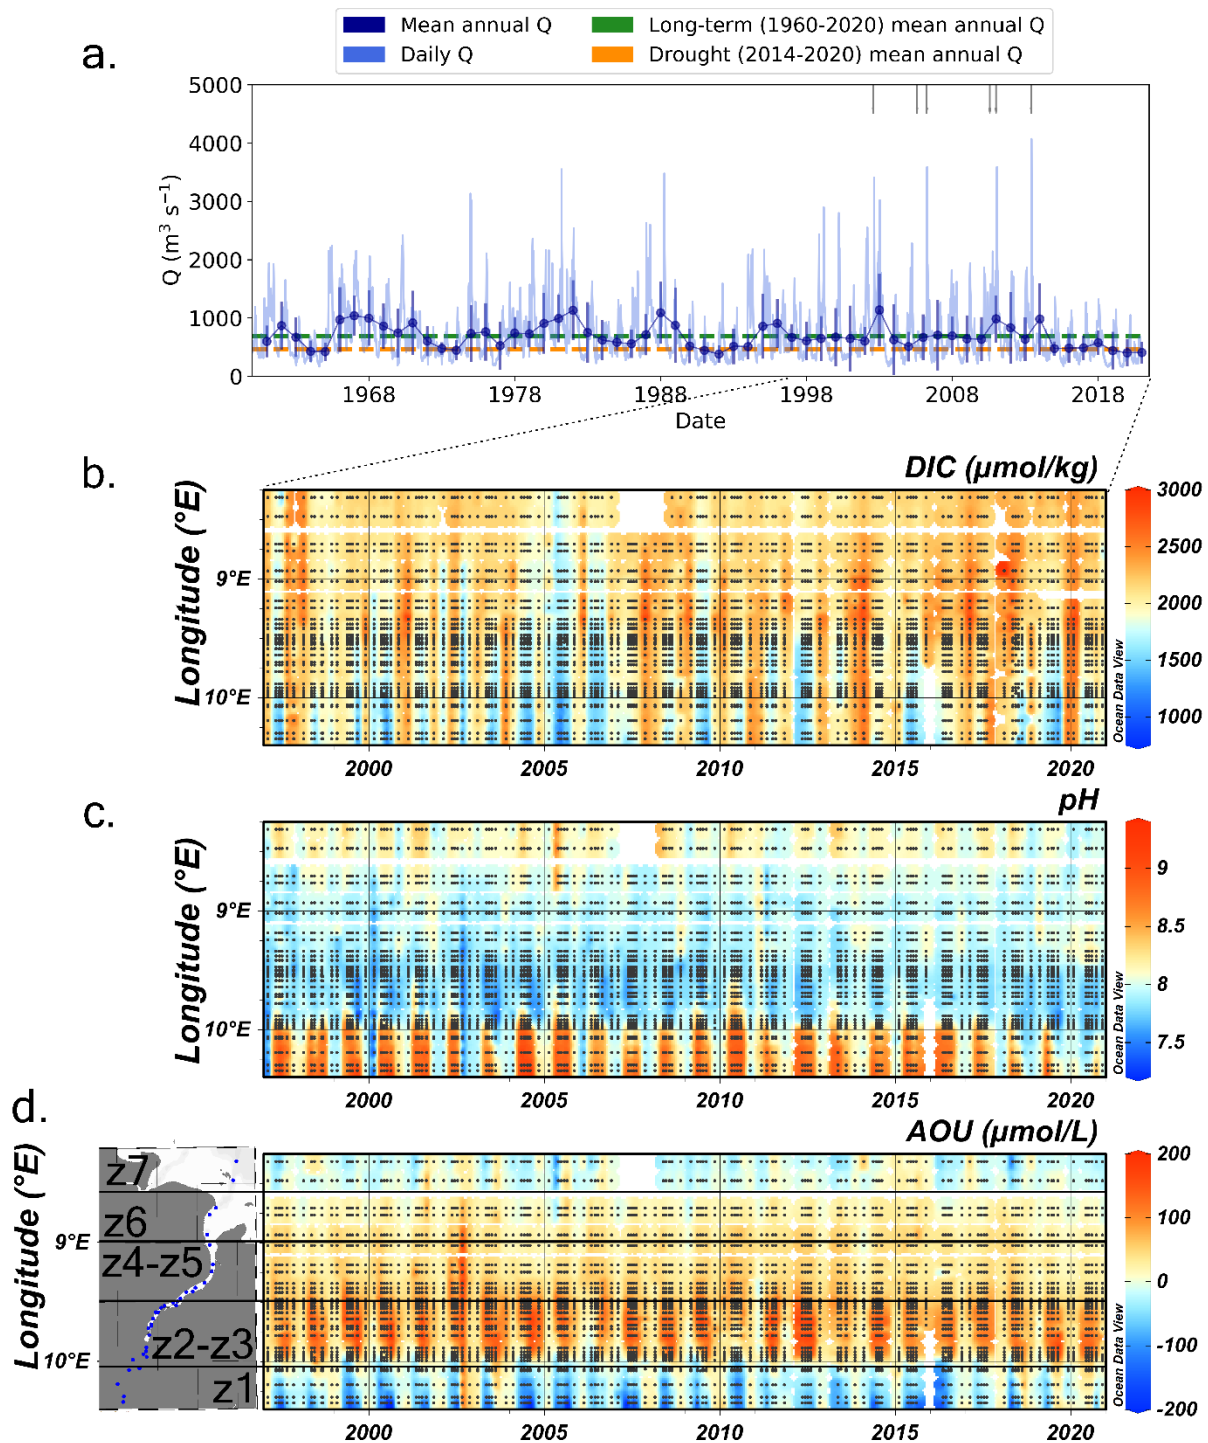 a.
Mean annual Q
Daily Q
Long-term (1960-2020) mean annual Q
Drought (2014-2020) mean annual Q
5000
4000
3000
2000
1000
0
Q (m³ s⁻¹)
1968 1978 1988 1998 2008 2018
Date
b.
DIC (µmol/kg)
Longitude (°E)
9°E
10°E
3000
2500
2000
1500
1000
Ocean Data View
2000 2005 2010 2015 2020
c.
pH
Longitude (°E)
9°E
10°E
9
8.5
8
7.5
Ocean Data View
2000 2005 2010 2015 2020
d.
AOU (µmol/L)
Longitude (°E)
9°E
10°E
z7
z6
z4-z5
z2-z3
z1
200
100
0
-100
-200
Ocean Data View
2000 2005 2010 2015 2020